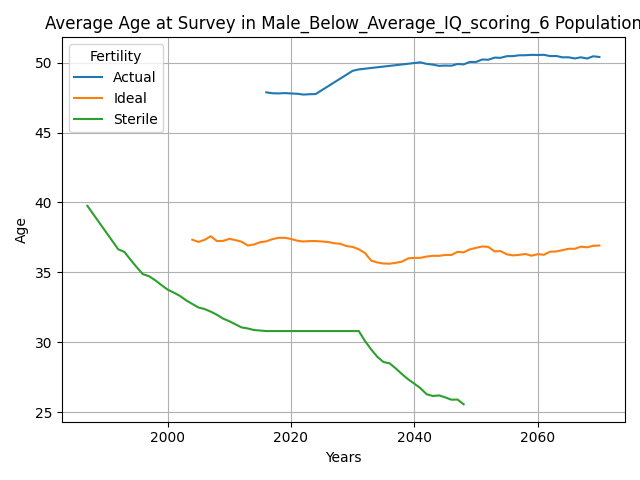 Average Age at Survey in Male_Below_Average_IQ_scoring_6 Population
Fertility
Actual
Ideal
Sterile
Age
50
45
40
35
30
25
2000
2020
2040
2060
Years